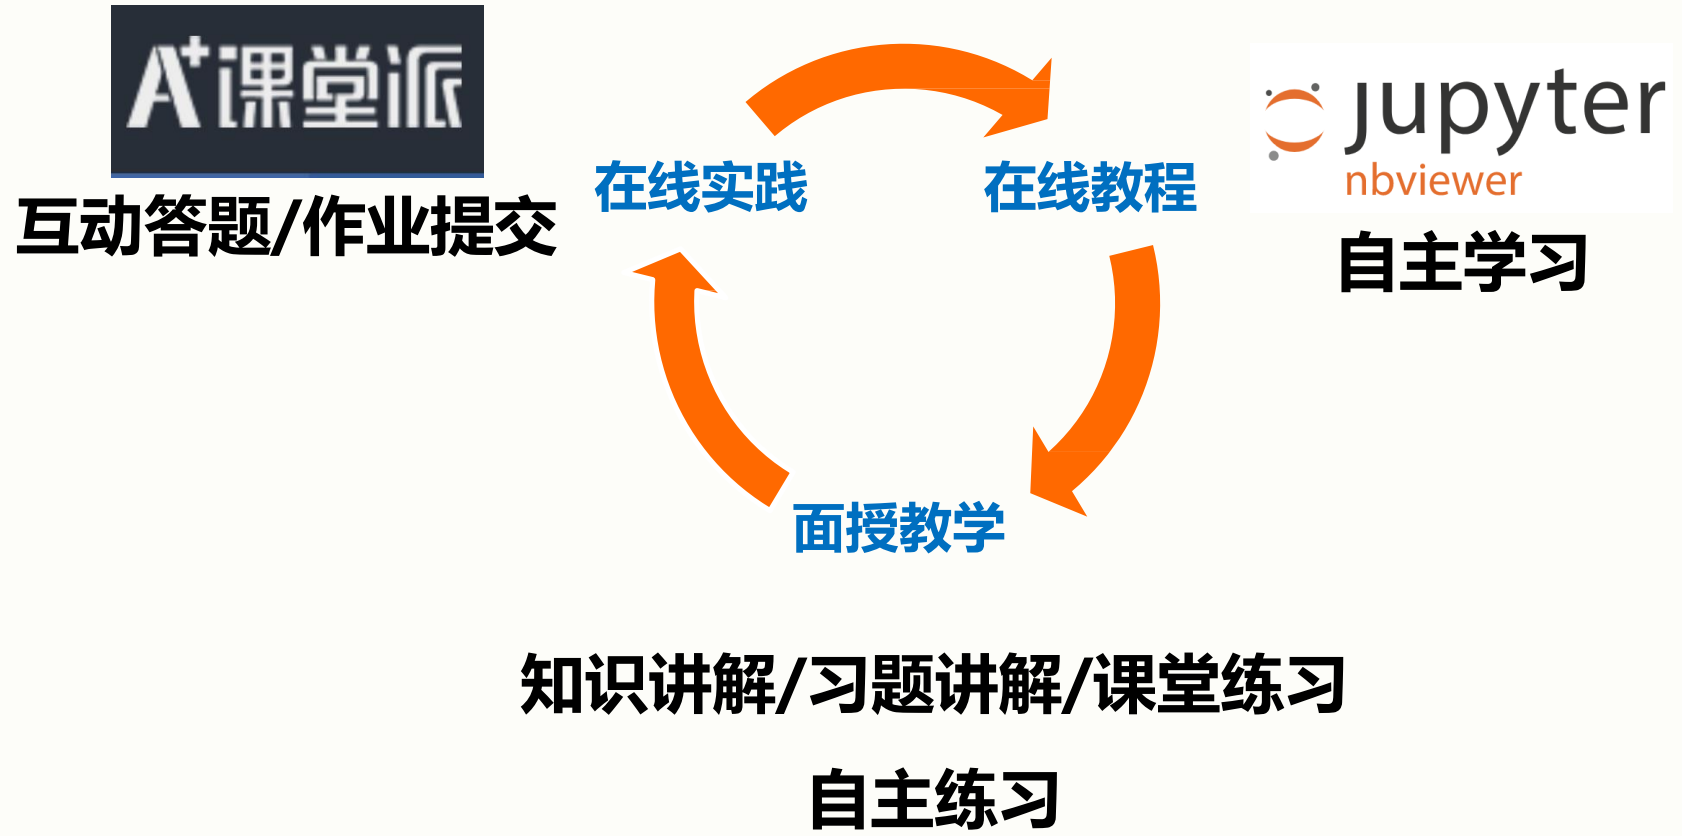 A+课堂派
互动答题/作业提交
在线实践
在线教程
jupyter
nbviewer
自主学习
面授教学
知识讲解/习题讲解/课堂练习
自主练习